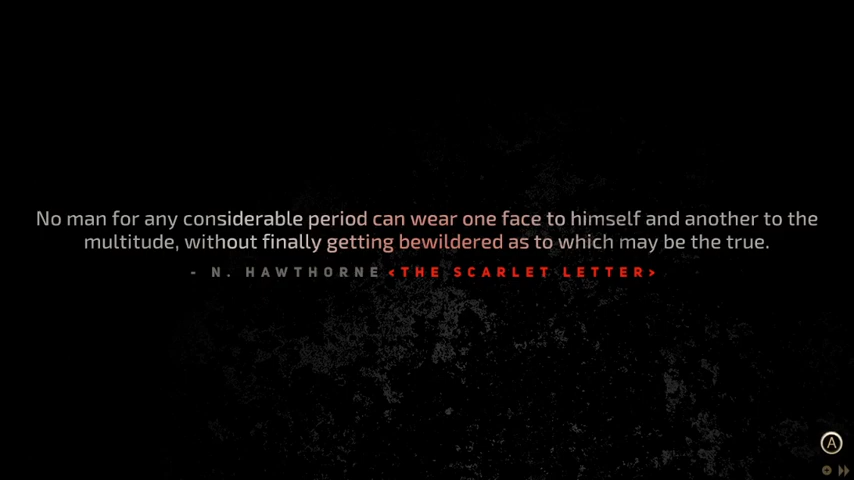 No man for any considerable period can wear one face to himself and another to the
multitude, without finally getting bewildered as to which may be the true.
- N. HAWTHORNE <THE SCARLET LETTER>
A